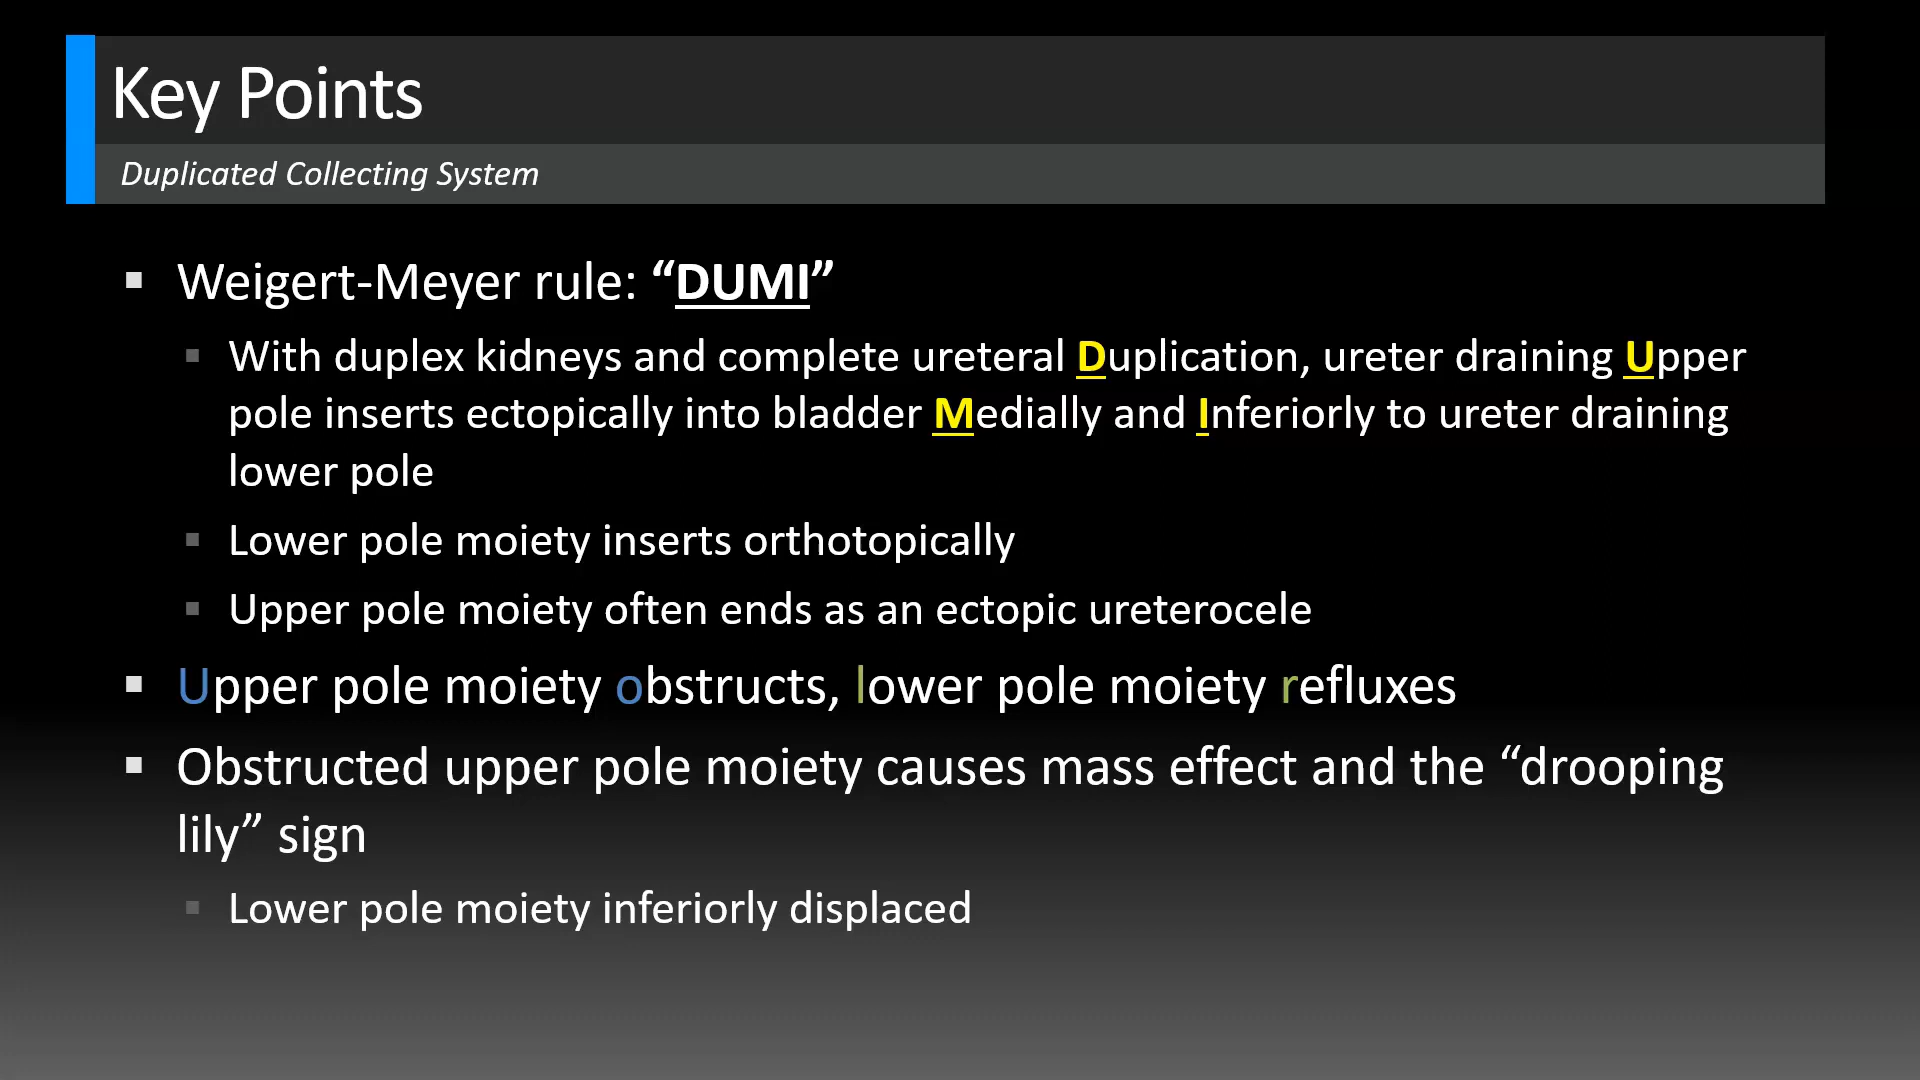 Key Points
Duplicated Collecting System
▪ Weigert-Meyer rule: “DUMI”
▪ With duplex kidneys and complete ureteral Duplication, ureter draining Upper
pole inserts ectopically into bladder Medially and Inferiorly to ureter draining
lower pole
▪ Lower pole moiety inserts orthotopically
▪ Upper pole moiety often ends as an ectopic ureterocele
▪ Upper pole moiety obstructs, lower pole moiety refluxes
▪ Obstructed upper pole moiety causes mass effect and the “drooping
lily” sign
▪ Lower pole moiety inferiorly displaced